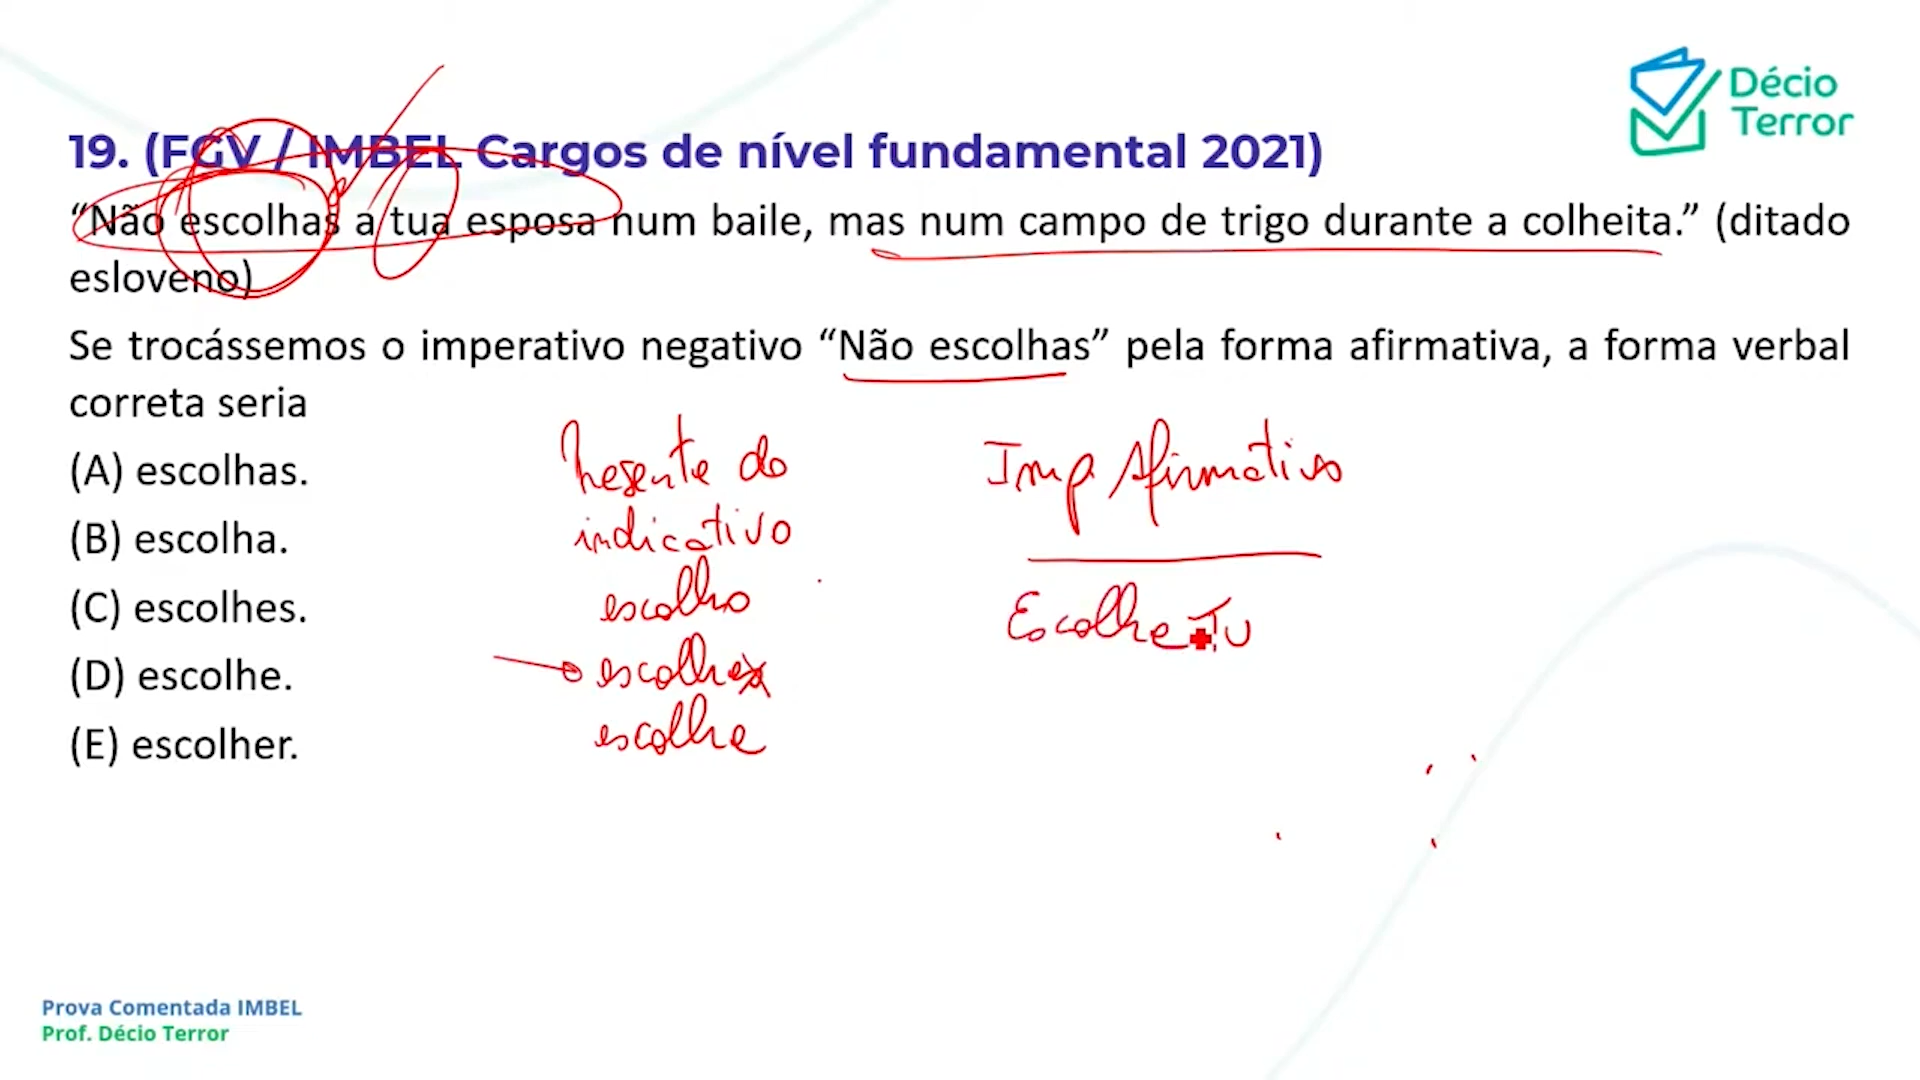 Décio
Terror
19. (FGV / IMBEL Cargos de nível fundamental 2021)
“Não escolhas a tua esposa num baile, mas num campo de trigo durante a colheita.” (ditado
esloveno)
Se trocássemos o imperativo negativo “Não escolhas” pela forma afirmativa, a forma verbal
correta seria
(A) escolhas.
(B) escolha.
(C) escolhes.
(D) escolhe.
(E) escolher.
Presente do
indicativo
escolho
escolhes
escolhe
Imp Afirmativo
Escolhe Tu
Prova Comentada IMBEL
Prof. Décio Terror